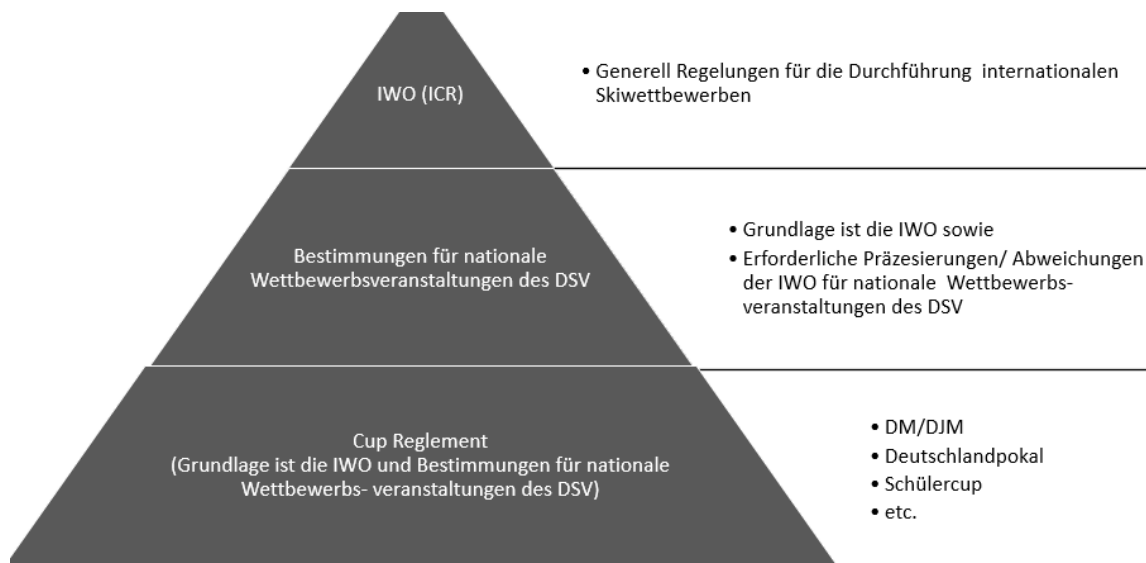 IWO (ICR)
• Generell Regelungen für die Durchführung internationalen
Skiwettbewerben
Bestimmungen für nationale
Wettbewerbsveranstaltungen des DSV
• Grundlage ist die IWO sowie
• Erforderliche Präzesierungen/ Abweichungen
der IWO für nationale Wettbewerbs-
veranstaltungen des DSV
Cup Reglement
(Grundlage ist die IWO und Bestimmungen für nationale
Wettbewerbs- veranstaltungen des DSV)
• DM/DJM
• Deutschlandpokal
• Schülercup
• etc.